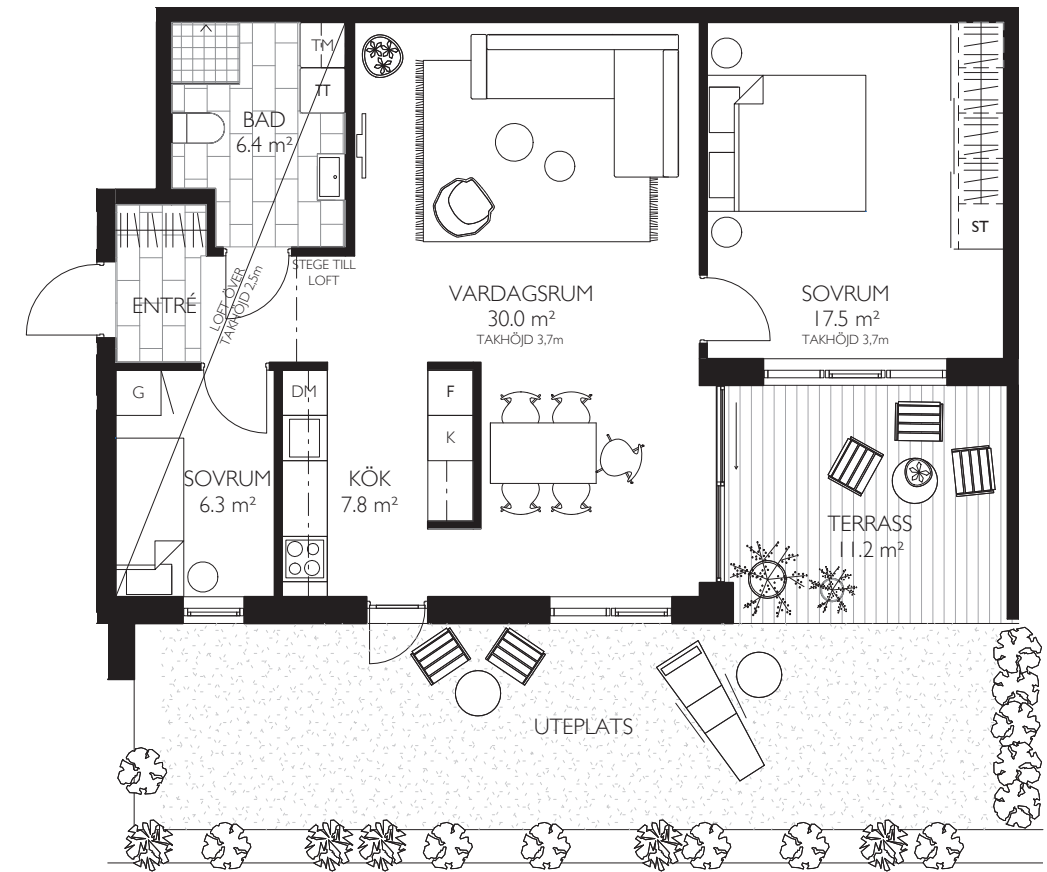 TM
TT
BAD
6.4 m²
ST
STEGE TILL
LOFT
LOFT ÖVER
TAKHÖJD 2,5m
ENTRÉ
VARDAGSRUM
30.0 m²
TAKHÖJD 3,7m
SOVRUM
17.5 m²
TAKHÖJD 3,7m
G
DM
F
K
SOVRUM
6.3 m²
KÖK
7.8 m²
TERRASS
11.2 m²
UTEPLATS